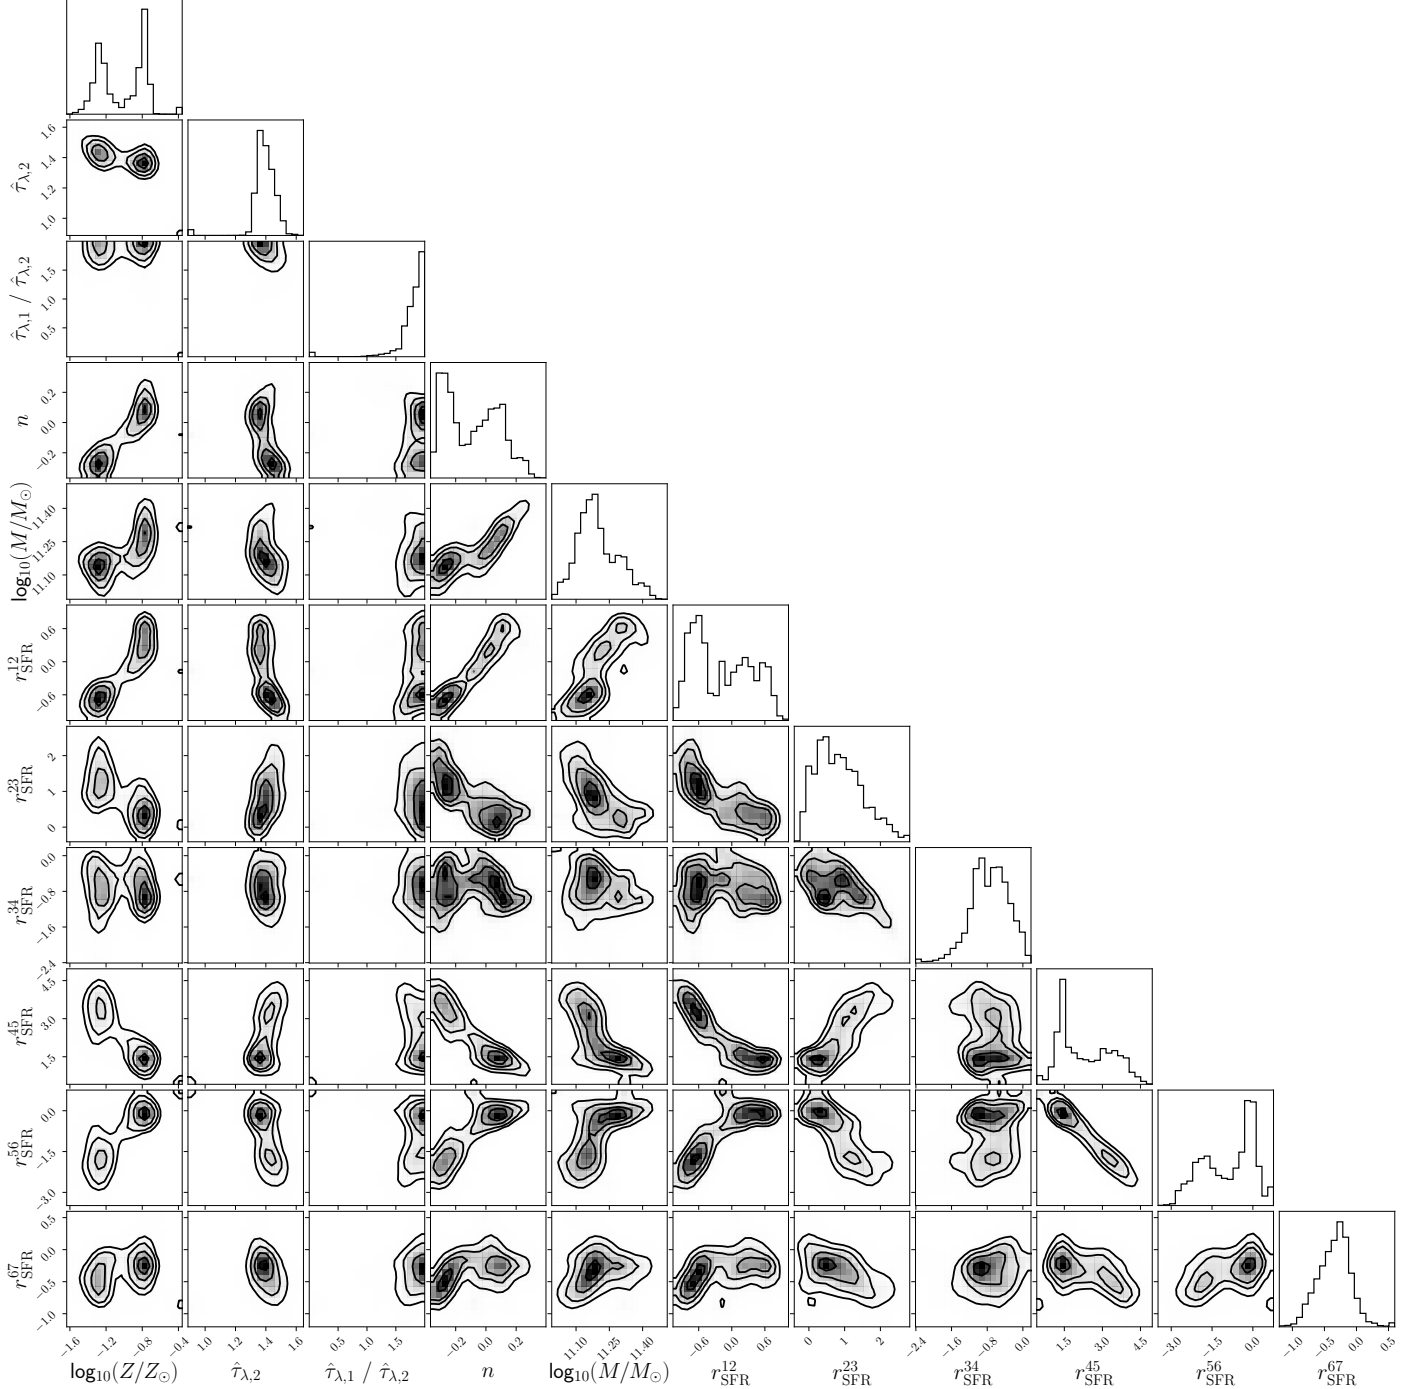 1.6
1.4
1.2
1.0
τ̂λ,2
1.5
1.0
0.5
τ̂λ,1 / τ̂λ,2
0.2
0.0
−0.2
n
11.40
11.25
11.10
log10(M/M⊙)
0.6
0.0
−0.6
r12SFR
2
1
0
r23SFR
0.0
−0.8
−1.6
−2.4
r34SFR
4.5
3.0
1.5
r45SFR
0.0
−1.5
−3.0
r56SFR
0.5
0.0
−0.5
−1.0
r67SFR
−1.6 −1.2 −0.8 −0.4 1.0 1.2 1.4 1.6 0.5 1.0 1.5 −0.2 0.0 0.2 11.10 11.25 11.40 −0.6 0.0 0.6 0 1 2 −2.4 −1.6 −0.8 0.0 1.5 3.0 4.5 −3.0 −1.5 0.0 −1.0 −0.5 0.0 0.5
log10(Z/Z⊙) τ̂λ,2 τ̂λ,1 / τ̂λ,2 n log10(M/M⊙) r12SFR r23SFR r34SFR r45SFR r56SFR r67SFR